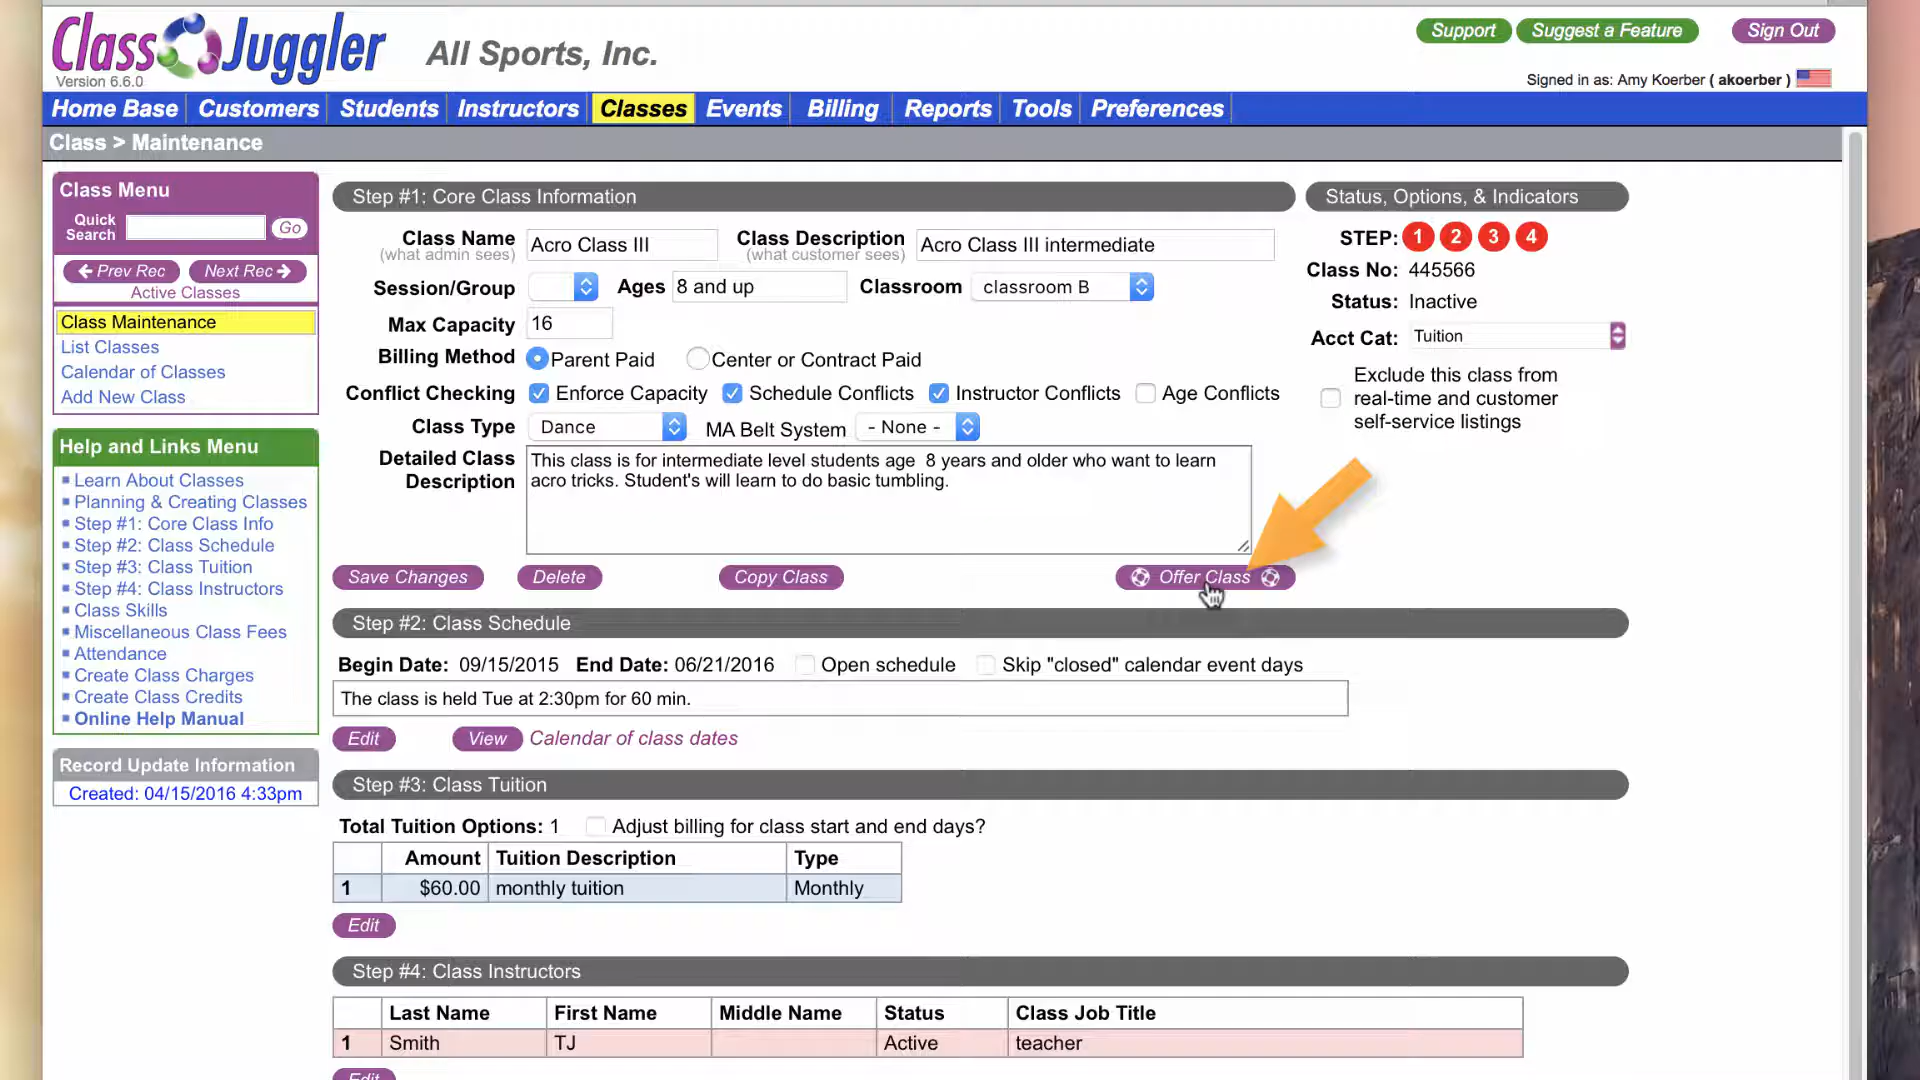 Class Juggler
Version 6.6.0
All Sports, Inc.
Support
Suggest a Feature
Sign Out
Signed in as: Amy Koerber ( akoerber )
Home Base
Customers
Students
Instructors
Classes
Events
Billing
Reports
Tools
Preferences
Class > Maintenance
Class Menu
Quick Search
Go
Prev Rec
Next Rec
Active Classes
Class Maintenance
List Classes
Calendar of Classes
Add New Class
Help and Links Menu
Learn About Classes
Planning & Creating Classes
Step #1: Core Class Info
Step #2: Class Schedule
Step #3: Class Tuition
Step #4: Class Instructors
Class Skills
Miscellaneous Class Fees
Attendance
Create Class Charges
Create Class Credits
Online Help Manual
Record Update Information
Created: 04/15/2016 4:33pm
Step #1: Core Class Information
Class Name Acro Class III Class Description Acro Class III intermediate
(what admin sees) (what customer sees)
Session/Group Ages 8 and up Classroom classroom B
Max Capacity 16
Billing Method Parent Paid Center or Contract Paid
Conflict Checking Enforce Capacity Schedule Conflicts Instructor Conflicts Age Conflicts
Class Type Dance MA Belt System - None -
Detailed Class Description
This class is for intermediate level students age 8 years and older who want to learn
acro tricks. Student's will learn to do basic tumbling.
Save Changes
Delete
Copy Class
Offer Class
Status, Options, & Indicators
STEP: 1 2 3 4
Class No: 445566
Status: Inactive
Acct Cat: Tuition
Exclude this class from
real-time and customer
self-service listings
Step #2: Class Schedule
Begin Date: 09/15/2015 End Date: 06/21/2016 Open schedule Skip "closed" calendar event days
The class is held Tue at 2:30pm for 60 min.
Edit
View Calendar of class dates
Step #3: Class Tuition
Total Tuition Options: 1 Adjust billing for class start and end days?
Amount Tuition Description Type
1 $60.00 monthly tuition Monthly
Edit
Step #4: Class Instructors
Last Name First Name Middle Name Status Class Job Title
1 Smith TJ Active teacher
Edit